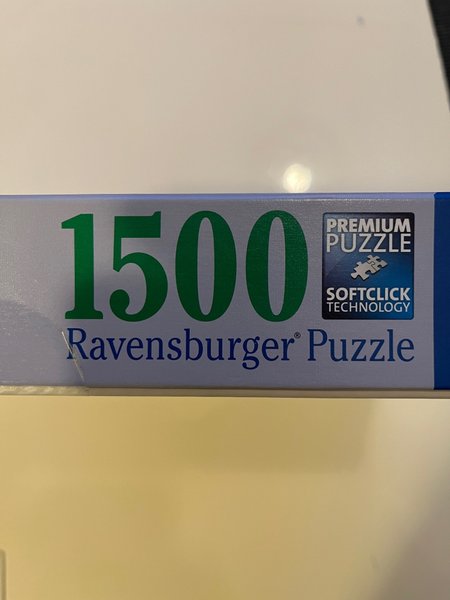 1500
PREMIUM
PUZZLE
SOFTCLICK
TECHNOLOGY
Ravensburger® Puzzle